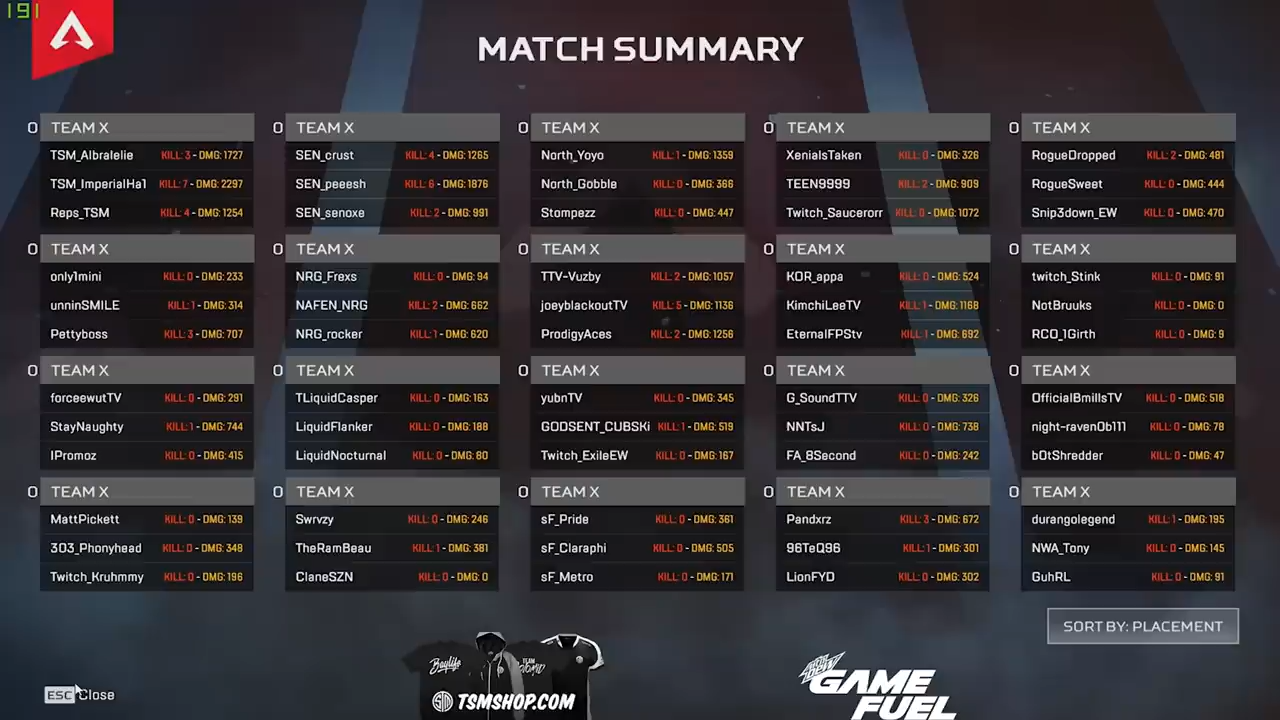 191
MATCH SUMMARY
0 TEAM X
TSM_Albralelie KILL: 3 - DMG: 1727
TSM_ImperialHal KILL: 7 - DMG: 2297
Reps_TSM KILL: 4 - DMG: 1254
0 TEAM X
SEN_crust KILL: 4 - DMG: 1265
SEN_peeesh KILL: 6 - DMG: 1876
SEN_senoxe KILL: 2 - DMG: 991
0 TEAM X
North_Yoyo KILL: 1 - DMG: 1359
North_Gobble KILL: 0 - DMG: 366
Stompezz KILL: 0 - DMG: 447
0 TEAM X
XenialsTaken KILL: 0 - DMG: 326
TEEN9999 KILL: 2 - DMG: 909
Twitch_Saucerorr KILL: 0 - DMG: 1072
0 TEAM X
RogueDropped KILL: 2 - DMG: 481
RogueSweet KILL: 0 - DMG: 444
Snip3down_EW KILL: 0 - DMG: 470
0 TEAM X
only1mini KILL: 0 - DMG: 233
unninSMILE KILL: 1 - DMG: 314
Pettyboss KILL: 3 - DMG: 707
0 TEAM X
NRG_Frexs KILL: 0 - DMG: 94
NAFEN_NRG KILL: 2 - DMG: 662
NRG_rocker KILL: 1 - DMG: 620
0 TEAM X
TTV-Vuzby KILL: 2 - DMG: 1057
joeyblackoutTV KILL: 5 - DMG: 1136
ProdigyAces KILL: 2 - DMG: 1256
0 TEAM X
KOR_appa KILL: 0 - DMG: 524
KimchiLeeTV KILL: 1 - DMG: 1168
EternalFPStv KILL: 1 - DMG: 692
0 TEAM X
twitch_Stink KILL: 0 - DMG: 91
NotBruuks KILL: 0 - DMG: 0
RCO_1Girth KILL: 0 - DMG: 9
0 TEAM X
forceewutTV KILL: 0 - DMG: 291
StayNaughty KILL: 1 - DMG: 744
IPromoz KILL: 0 - DMG: 415
0 TEAM X
TLiquidCasper KILL: 0 - DMG: 163
LiquidFlanker KILL: 0 - DMG: 188
LiquidNocturnal KILL: 0 - DMG: 80
0 TEAM X
yubnTV KILL: 0 - DMG: 345
GODSENT_CUBSKi KILL: 1 - DMG: 519
Twitch_ExileEW KILL: 0 - DMG: 167
0 TEAM X
G_SoundTTV KILL: 0 - DMG: 326
NNTsJ KILL: 0 - DMG: 738
FA_8Second KILL: 0 - DMG: 242
0 TEAM X
OfficialBmillsTV KILL: 0 - DMG: 518
night-raven0b111 KILL: 0 - DMG: 78
b0tShredder KILL: 0 - DMG: 47
0 TEAM X
MattPickett KILL: 0 - DMG: 139
303_Phonyhead KILL: 0 - DMG: 348
Twitch_Kruhmmy KILL: 0 - DMG: 196
0 TEAM X
Swrvzy KILL: 0 - DMG: 246
TheRamBeau KILL: 1 - DMG: 381
ClaneSZN KILL: 0 - DMG: 0
0 TEAM X
sF_Pride KILL: 0 - DMG: 361
sF_Claraphi KILL: 0 - DMG: 505
sF_Metro KILL: 0 - DMG: 171
0 TEAM X
Pandxrz KILL: 3 - DMG: 672
96TeQ96 KILL: 1 - DMG: 301
LionFYD KILL: 0 - DMG: 302
0 TEAM X
durangolegend KILL: 1 - DMG: 195
NWA_Tony KILL: 0 - DMG: 145
GuhRL KILL: 0 - DMG: 91
SORT BY: PLACEMENT
Baylife
TSMSHOP.COM
MTN DEW
GAME
FUEL
ESC Close